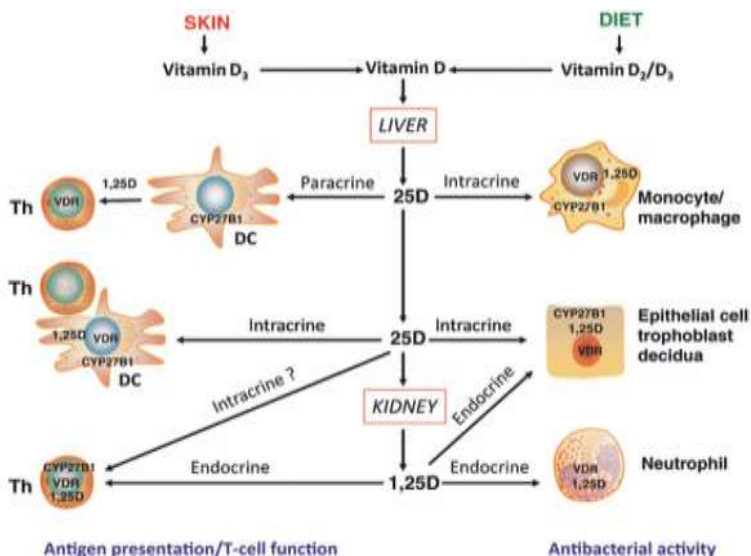 SKIN
DIET
Vitamin D₃
Vitamin D
Vitamin D₂/D₃
LIVER
Th
VDR
1,25D
CYP27B1
DC
Paracrine
25D
Intracrine
VDR
1,25D
CYP27B1
Monocyte/
macrophage
Th
1,25D
VDR
CYP27B1
DC
Intracrine
25D
Intracrine
CYP27B1
1,25D
VDR
Epithelial cell
trophoblast
decidua
Intracrine ?
KIDNEY
Endocrine
Th
CYP27B1
VDR
1,25D
Endocrine
1,25D
Endocrine
VDR
1,25D
Neutrophil
Antigen presentation/T-cell function
Antibacterial activity